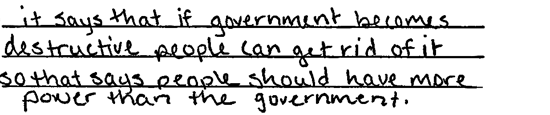 it says that if government becomes
destructive people can get rid of it
so that says people should have more
power than the government.